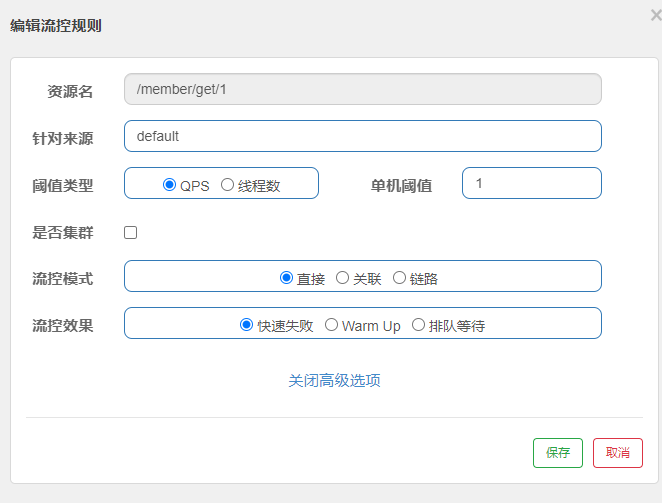 编辑流控规则
资源名 /member/get/1
针对来源 default
阈值类型 QPS 线程数 单机阈值 1
是否集群
流控模式 直接 关联 链路
流控效果 快速失败 Warm Up 排队等待
关闭高级选项
保存 取消